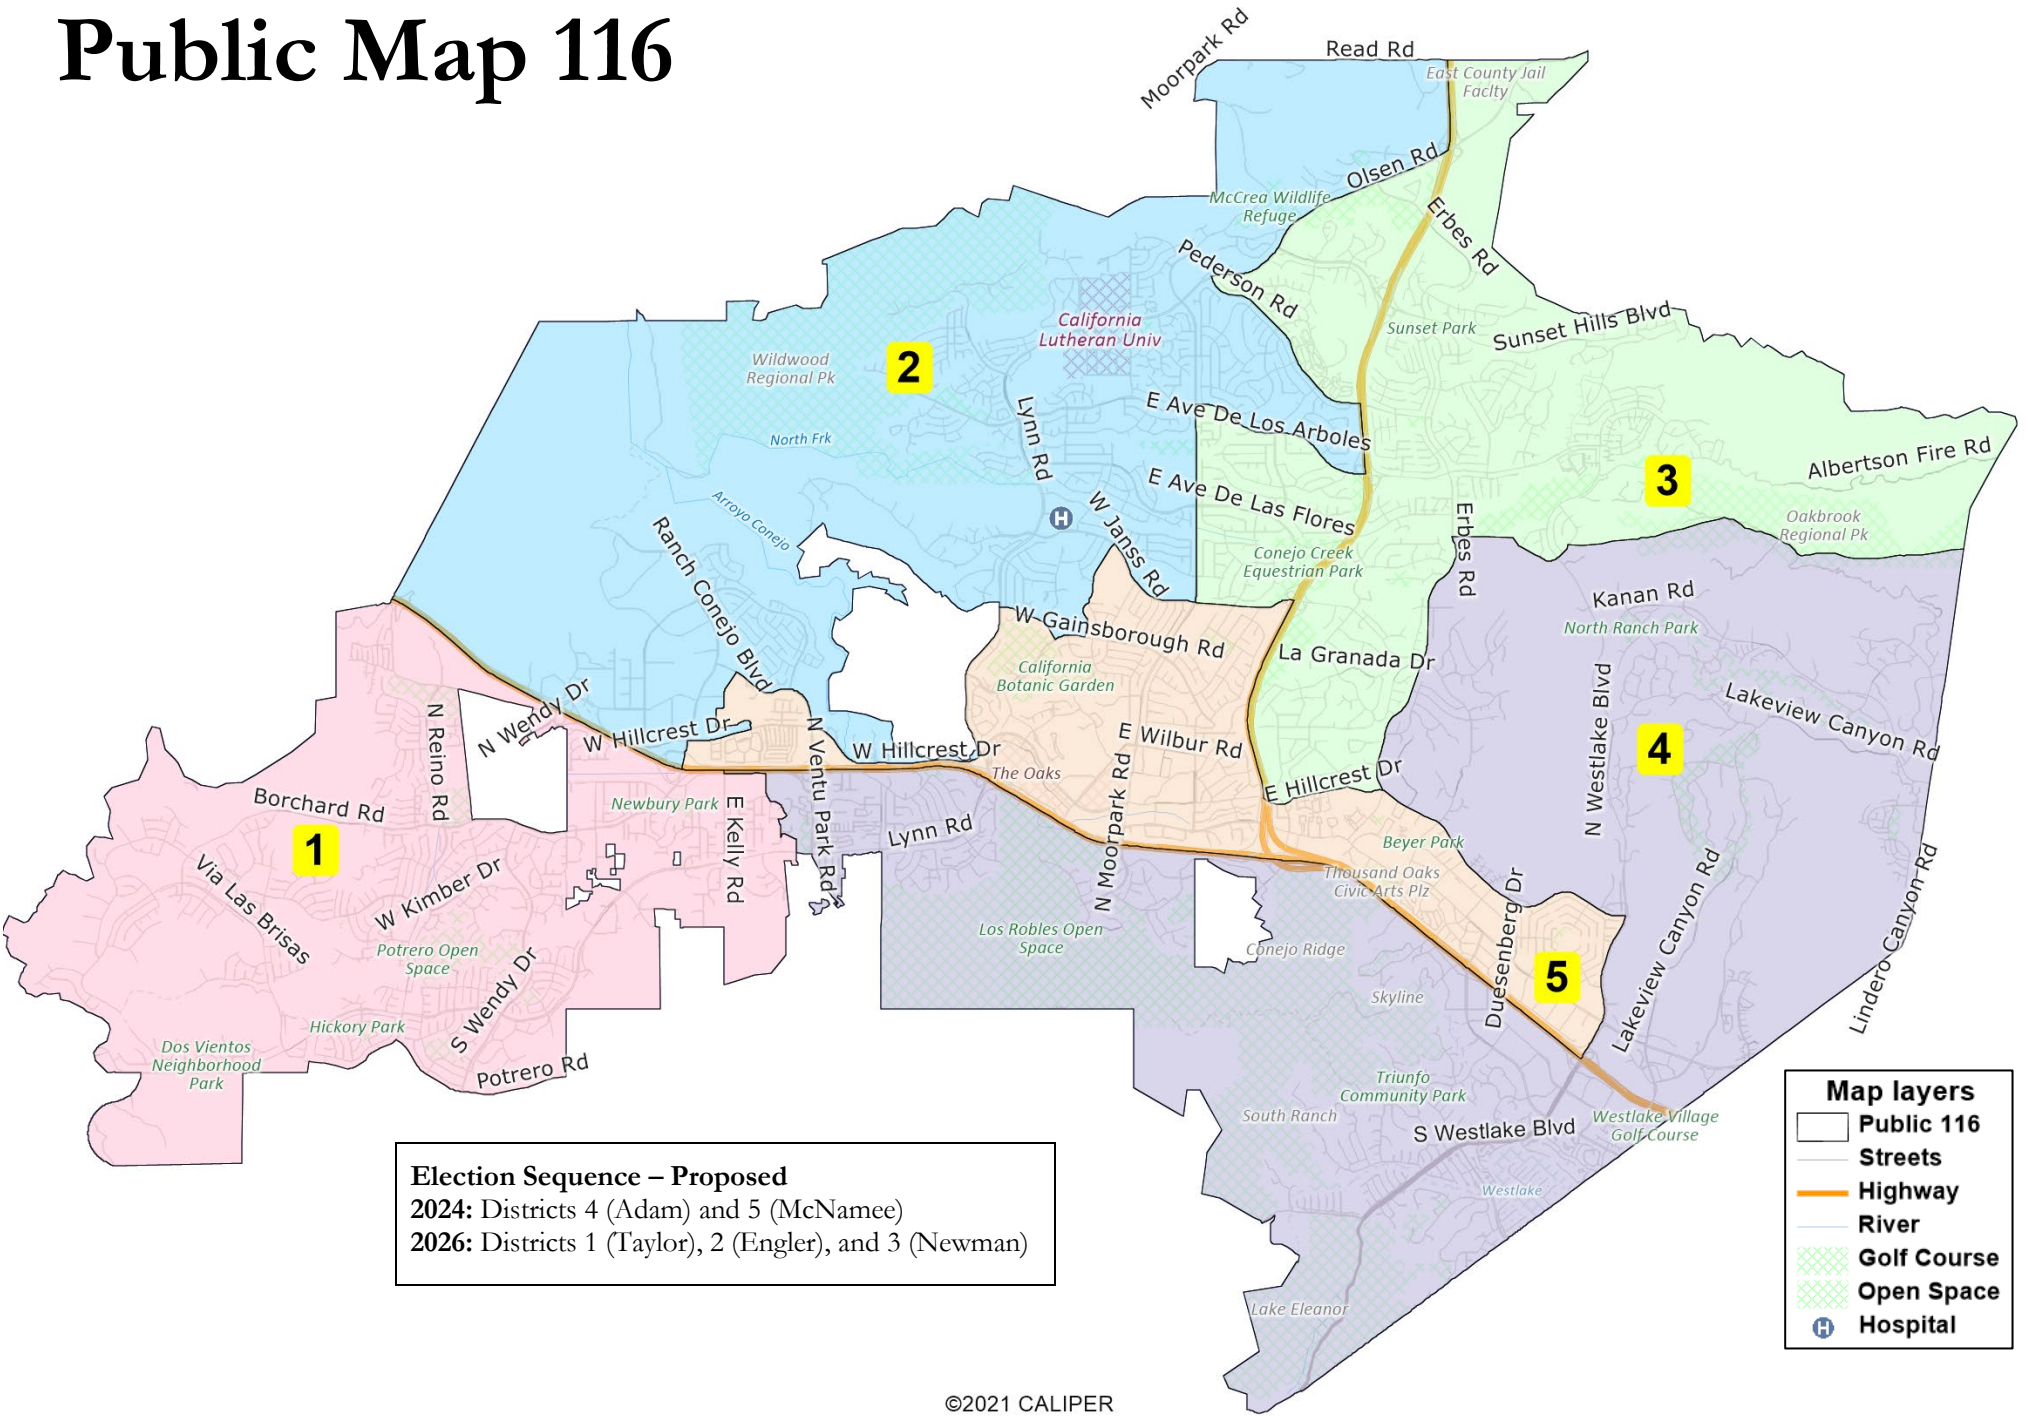 Public Map 116
Moorpark Rd
Read Rd
East County Jail
Faclty
Olsen Rd
McCrea Wildlife
Refuge
Erbes Rd
Pederson Rd
Sunset Park
Sunset Hills Blvd
California
Lutheran Univ
Wildwood
Regional Pk
2
Lynn Rd
E Ave De Los Arboles
North Frk
3
Albertson Fire Rd
E Ave De Las Flores
Arroyo Conejo
H
W Janss Rd
Erbes Rd
Oakbrook
Regional Pk
Ranch Conejo Blvd
Conejo Creek
Equestrian Park
Kanan Rd
North Ranch Park
W Gainsborough Rd
La Granada Dr
California
Botanic Garden
N Westlake Blvd
Lakeview Canyon Rd
N Wendy Dr
N Reino Rd
W Hillcrest Dr
N Ventu Park Rd
W Hillcrest Dr
E Wilbur Rd
4
The Oaks
E Hillcrest Dr
Borchard Rd
Newbury Park
E Kelly Rd
Lynn Rd
N Moorpark Rd
Beyer Park
1
Via Las Brisas
W Kimber Dr
Thousand Oaks
Civic Arts Plz
Duesenberg Dr
Lakeview Canyon Rd
Lindero Canyon Rd
Potrero Open
Space
Los Robles Open
Space
Conejo Ridge
5
S Wendy Dr
Skyline
Hickory Park
Dos Vientos
Neighborhood
Park
Potrero Rd
Triunfo
Community Park
South Ranch
S Westlake Blvd
Westlake Village
Golf Course
Westlake
Lake Eleanor
Election Sequence – Proposed
2024: Districts 4 (Adam) and 5 (McNamee)
2026: Districts 1 (Taylor), 2 (Engler), and 3 (Newman)
Map layers
Public 116
Streets
Highway
River
Golf Course
Open Space
H Hospital
©2021 CALIPER